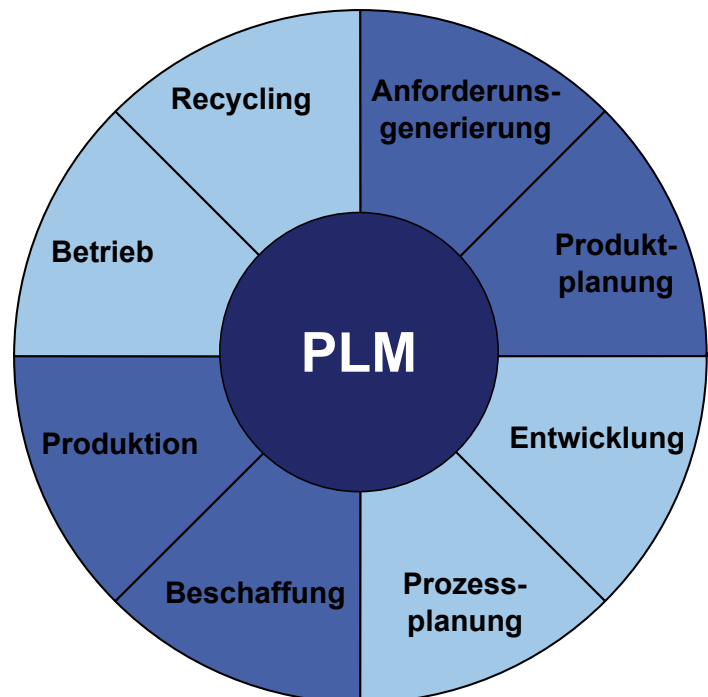 Recycling
Anforderuns-
generierung
Betrieb
Produkt-
planung
PLM
Produktion
Entwicklung
Beschaffung
Prozess-
planung